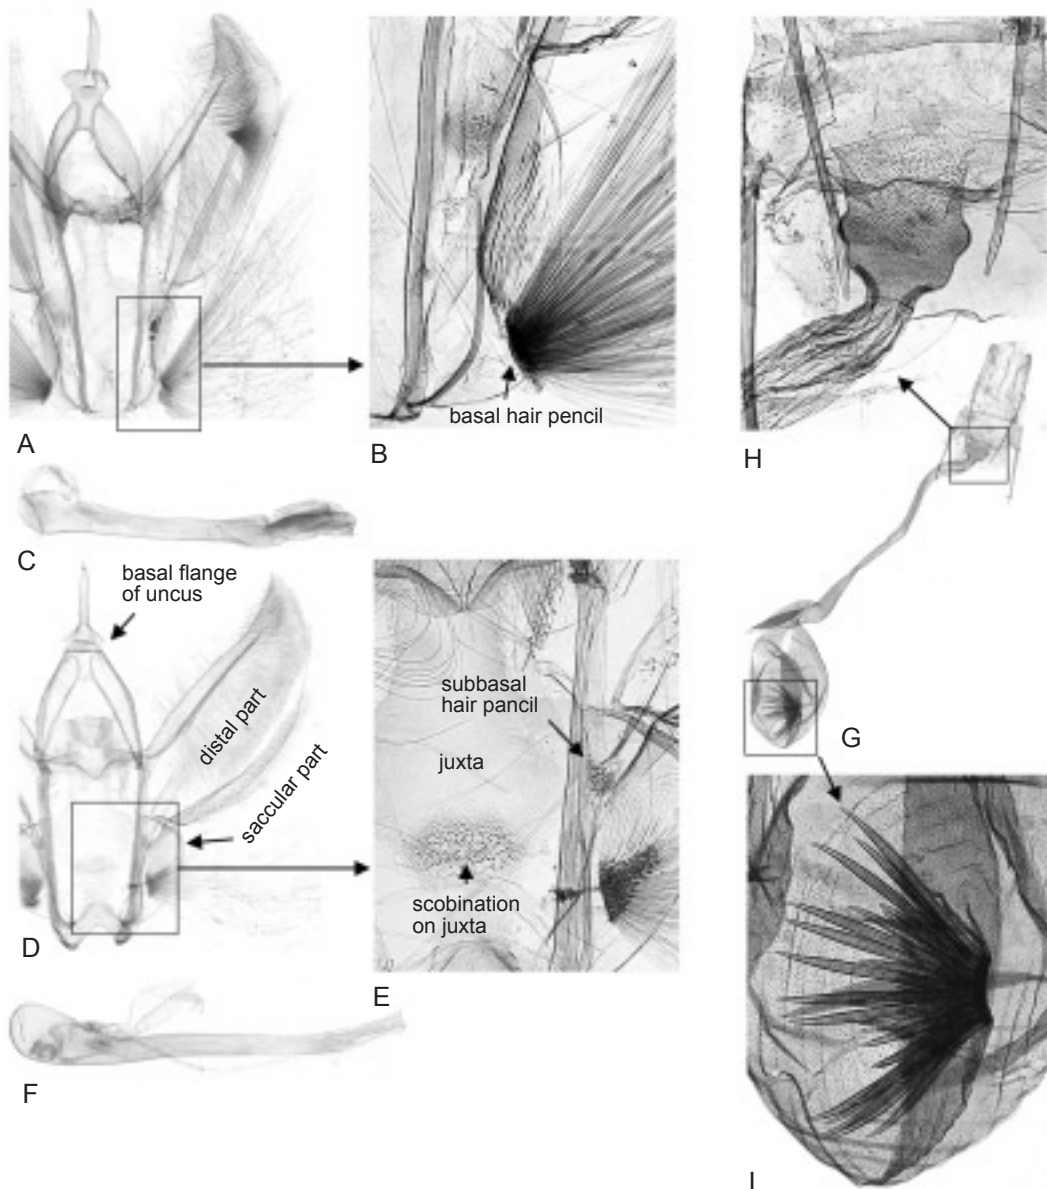 A
basal hair pencil
B
H
C
basal flange
of uncus
distal part
saccular part
D
subbasal
hair pancil
juxta
scobination
on juxta
E
G
F
I